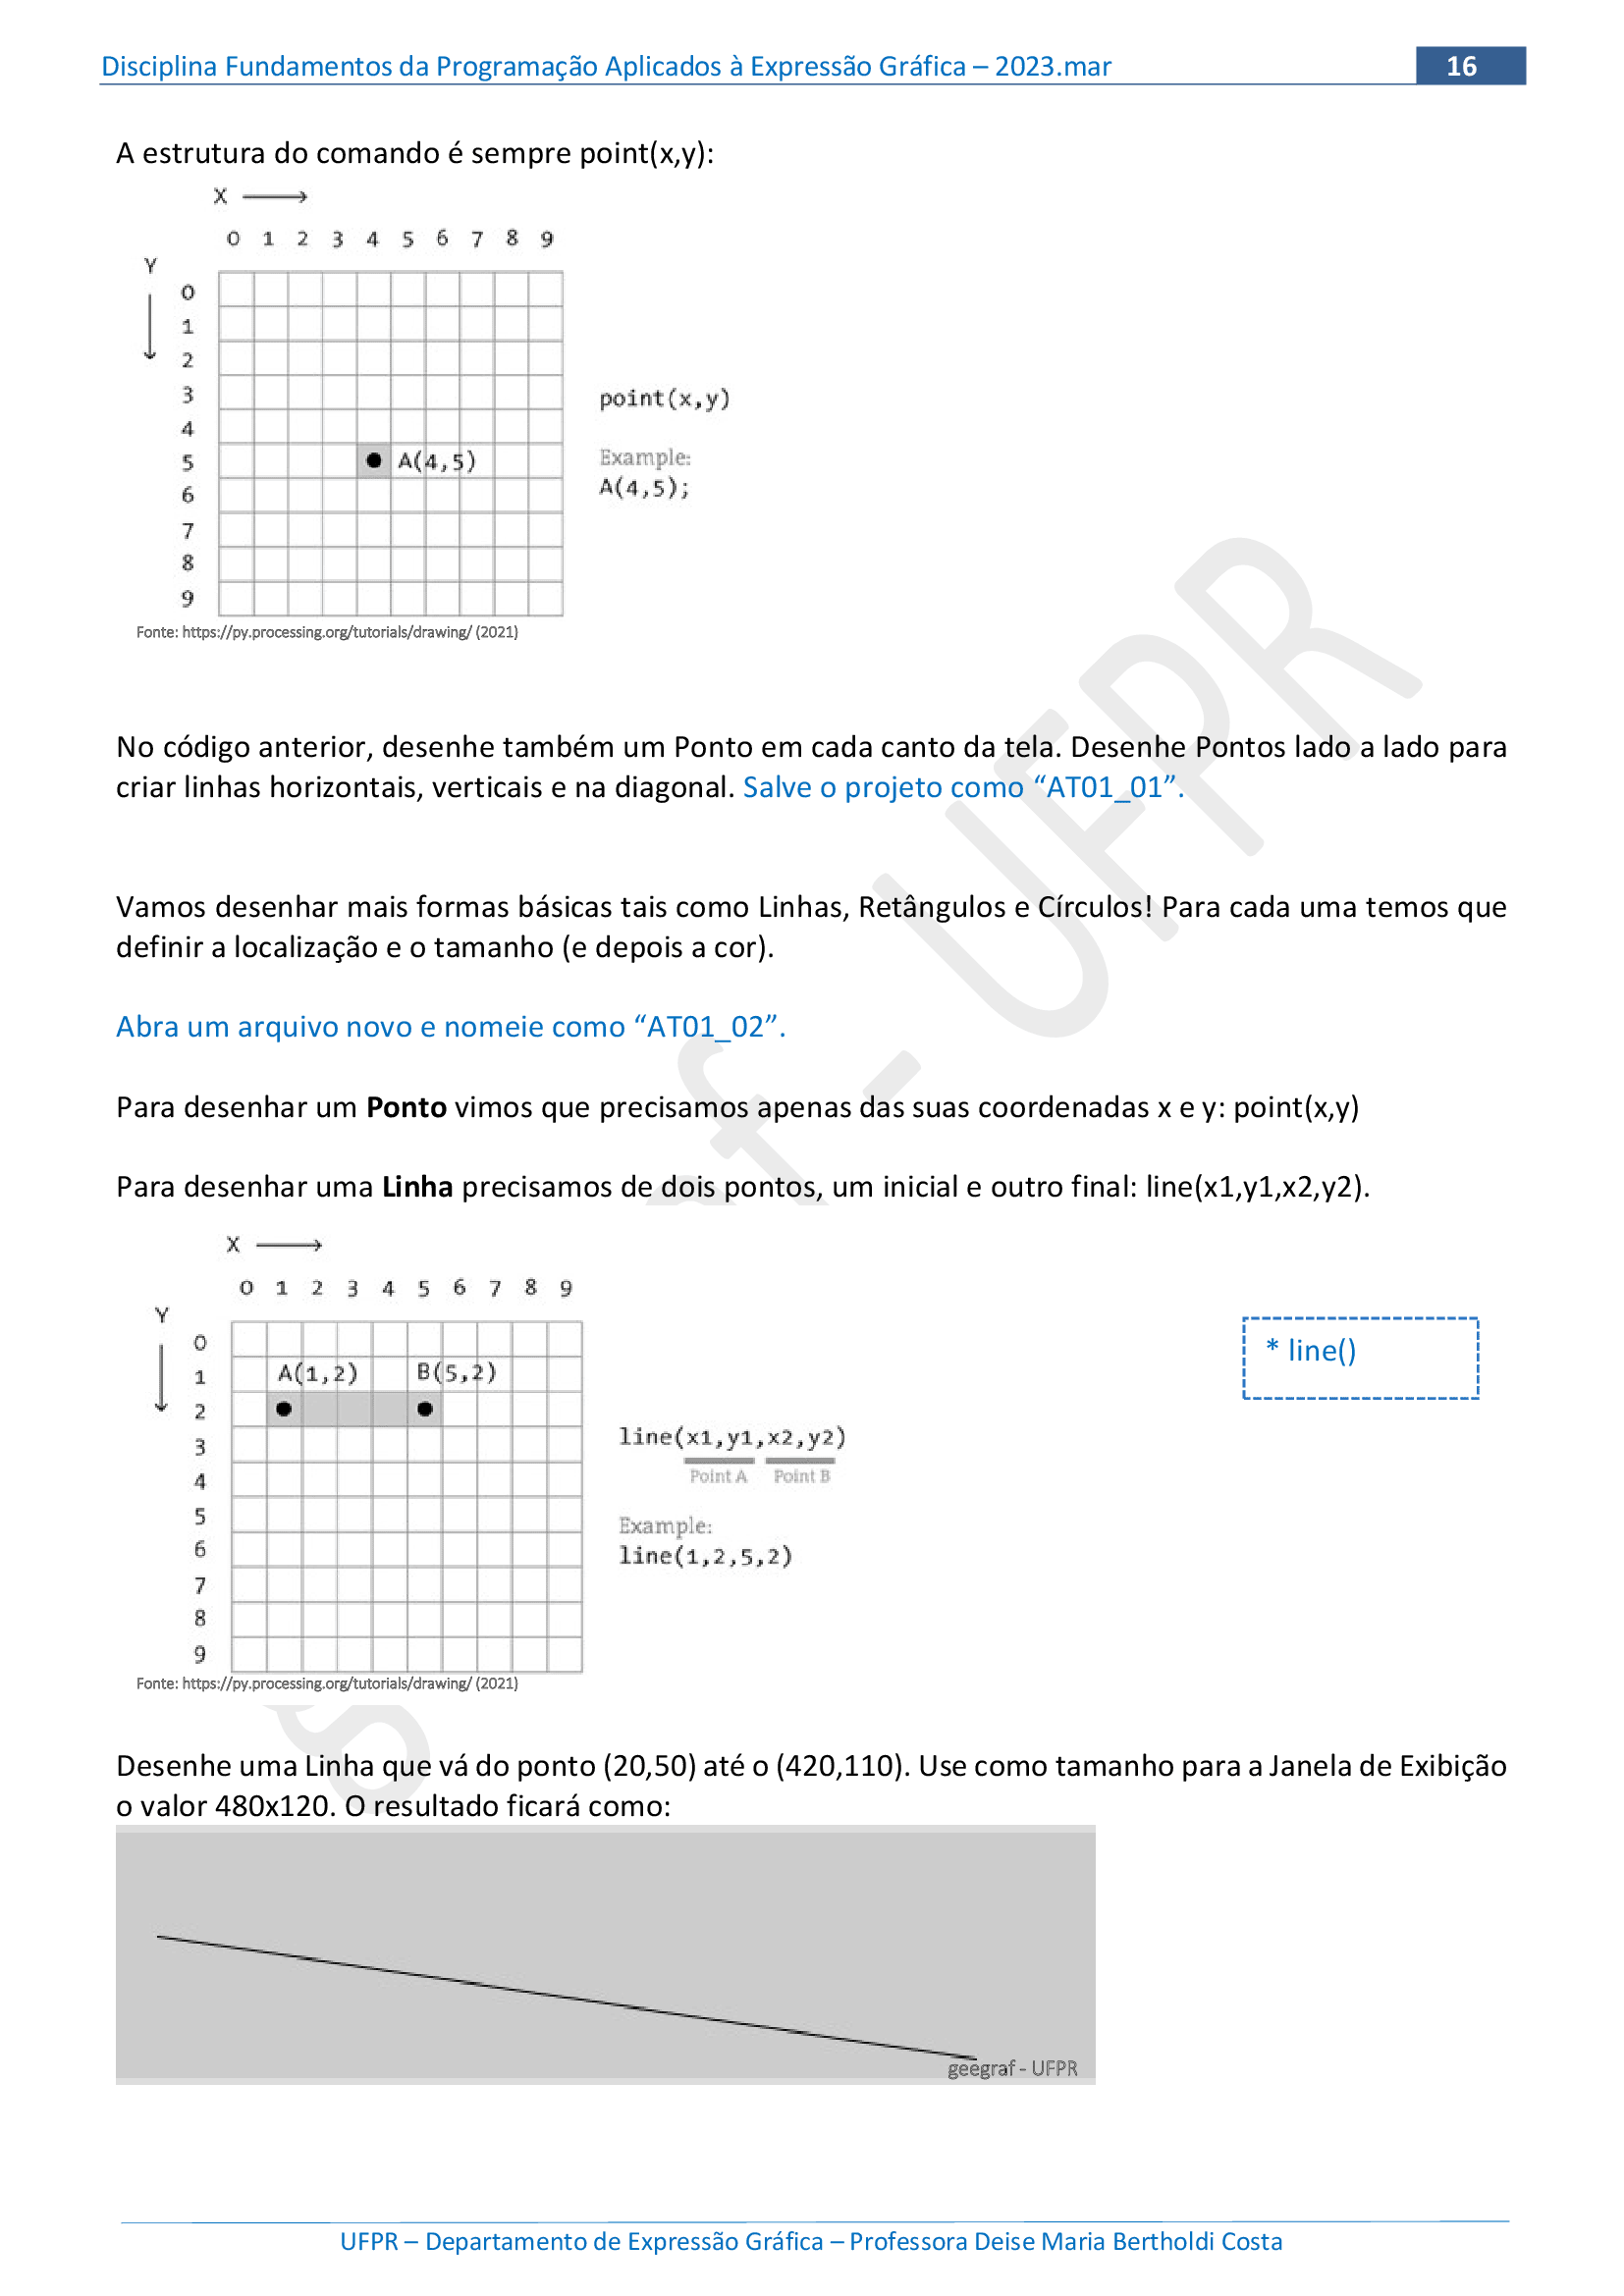 Disciplina Fundamentos da Programação Aplicados à Expressão Gráfica – 2023.mar 16
A estrutura do comando é sempre point(x,y):
X
0 1 2 3 4 5 6 7 8 9
Y
0
1
2
3
point(x,y)
4
5
A(4,5)
Example:
A(4,5);
6
7
8
9
Fonte: https://py.processing.org/tutorials/drawing/ (2021)
No código anterior, desenhe também um Ponto em cada canto da tela. Desenhe Pontos lado a lado para
criar linhas horizontais, verticais e na diagonal. Salve o projeto como “AT01_01”.
Vamos desenhar mais formas básicas tais como Linhas, Retângulos e Círculos! Para cada uma temos que
definir a localização e o tamanho (e depois a cor).
Abra um arquivo novo e nomeie como “AT01_02”.
Para desenhar um Ponto vimos que precisamos apenas das suas coordenadas x e y: point(x,y)
Para desenhar uma Linha precisamos de dois pontos, um inicial e outro final: line(x1,y1,x2,y2).
X
0 1 2 3 4 5 6 7 8 9
Y
0
* line()
1
A(1,2) B(5,2)
2
3
line(x1,y1,x2,y2)
Point A Point B
4
5
Example:
line(1,2,5,2)
6
7
8
9
Fonte: https://py.processing.org/tutorials/drawing/ (2021)
Desenhe uma Linha que vá do ponto (20,50) até o (420,110). Use como tamanho para a Janela de Exibição
o valor 480x120. O resultado ficará como:
geegraf - UFPR
UFPR – Departamento de Expressão Gráfica – Professora Deise Maria Bertholdi Costa
f - UFPR